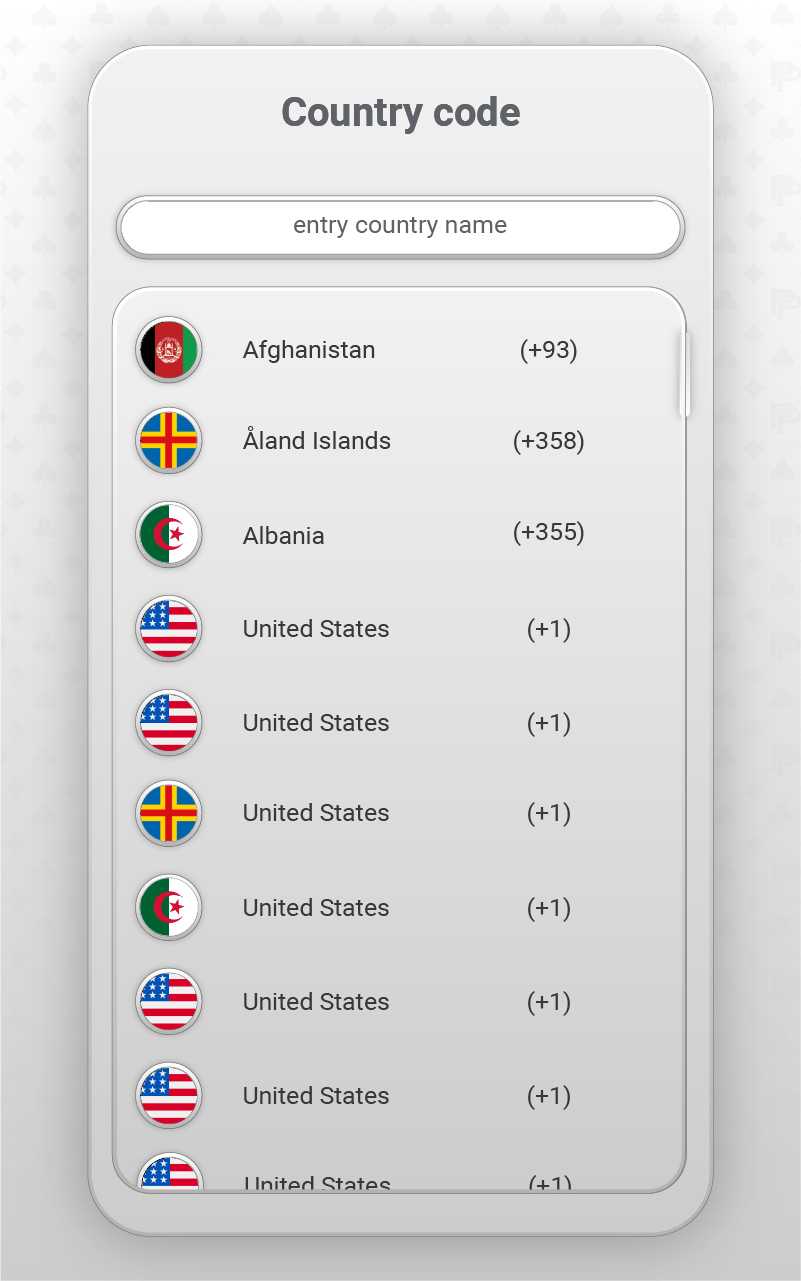 Country code
entry country name
Afghanistan (+93)
Åland Islands (+358)
Albania (+355)
United States (+1)
United States (+1)
United States (+1)
United States (+1)
United States (+1)
United States (+1)
United States (+1)